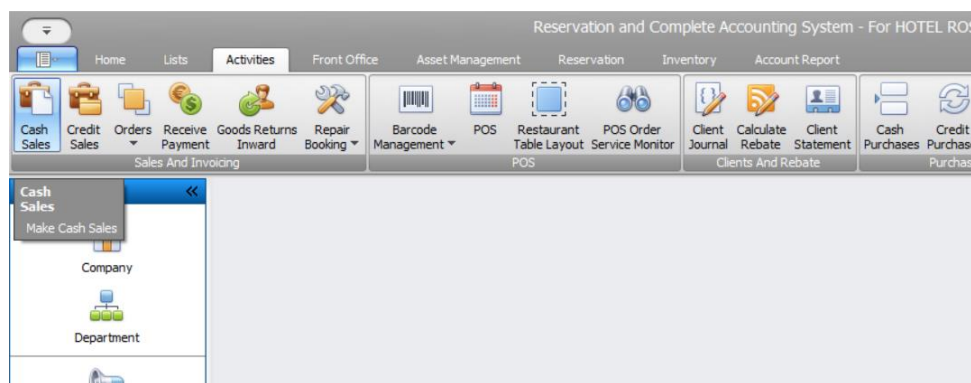 Reservation and Complete Accounting System - For HOTEL ROS
Home Lists Activities Front Office Asset Management Reservation Inventory Account Report
Cash Sales
Credit Sales
Orders
Receive Payment
Goods Returns Inward
Repair Booking
Barcode Management
POS
Restaurant Table Layout
POS Order Service Monitor
Client Journal
Calculate Rebate
Client Statement
Cash Purchases
Credit Purchas
Sales And Invoicing
POS
Clients And Rebate
Purchas
Cash
Sales
Make Cash Sales
Company
Department